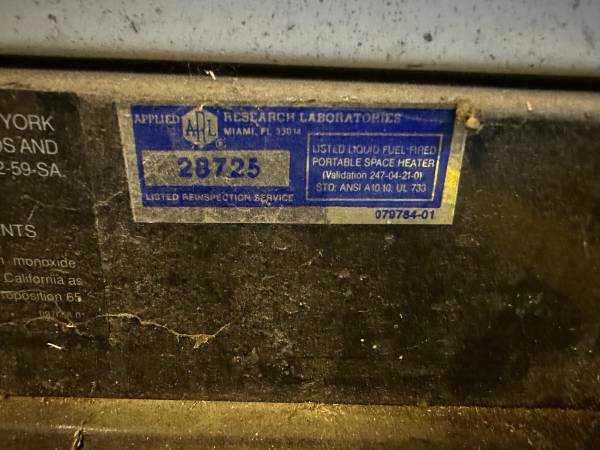 YORK
DS AND
2-59-SA.
NTS
monoxide
California as
roposition 65
APPLIED
ARL
®
RESEARCH LABORATORIES
MIAMI, FL 33014
28725
LISTED REINSPECTION SERVICE
LISTED LIQUID FUEL-FIRED
PORTABLE SPACE HEATER
(Validation 247-04-21-0)
STD: ANSI A10.10, UL 733
079784-01